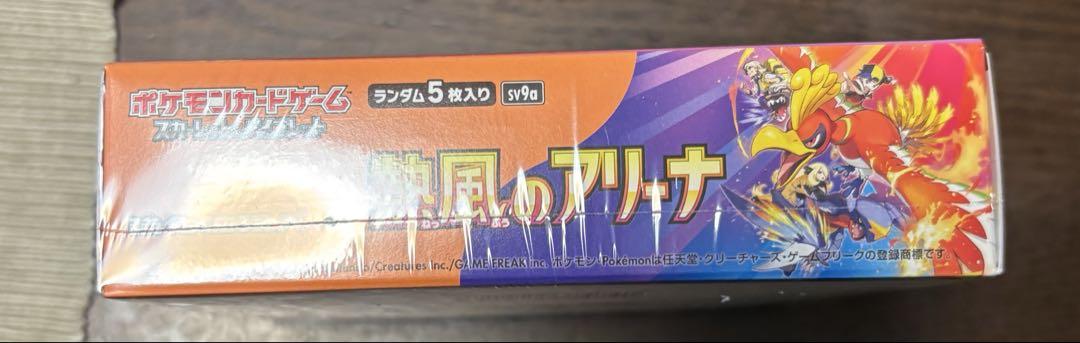 ポケモンカードゲーム
スカーレット&バイオレット
ランダム5枚入り sv9a
熱風のアリーナ
ねっ ぷう
/Creatures Inc./GAME FREAK inc. ポケモン・Pokémonは任天堂・クリーチャーズ・ゲームフリークの登録商標です。